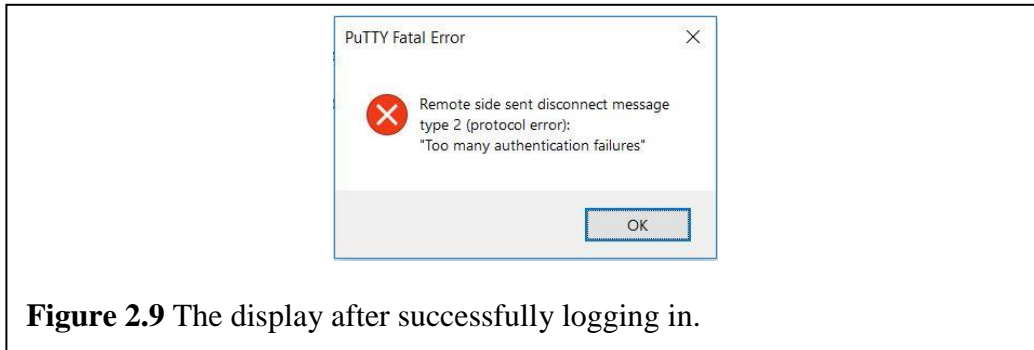 PuTTY Fatal Error
Remote side sent disconnect message
type 2 (protocol error):
"Too many authentication failures"
OK
Figure 2.9 The display after successfully logging in.